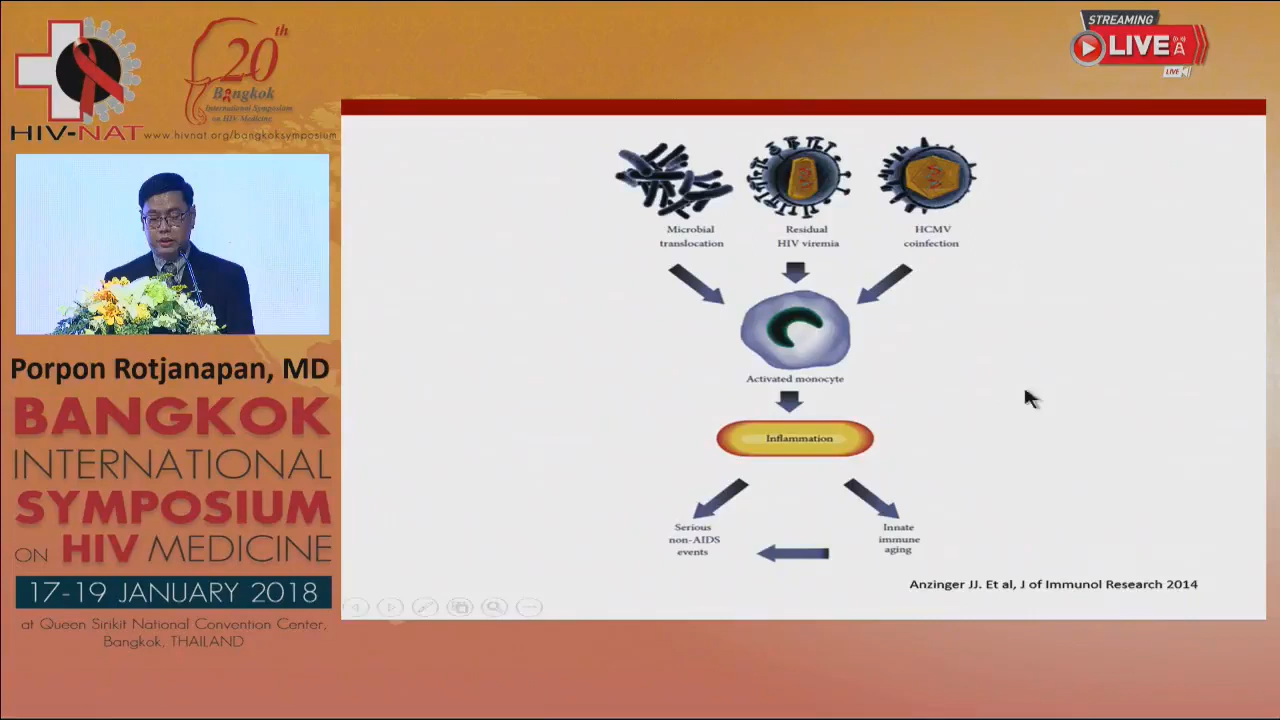 HIV-NAT
20th
Bangkok
International Symposium
on HIV Medicine
www.hivnat.org/bangkoksymposium
STREAMING
LIVE
LIVE
Porpon Rotjanapan, MD
BANGKOK
INTERNATIONAL
SYMPOSIUM
ON HIV MEDICINE
17-19 JANUARY 2018
at Queen Sirikit National Convention Center,
Bangkok, THAILAND
Microbial
translocation
Residual
HIV viremia
HCMV
coinfection
Activated monocyte
Inflammation
Serious
non-AIDS
events
Innate
immune
aging
Anzinger JJ. Et al, J of Immunol Research 2014